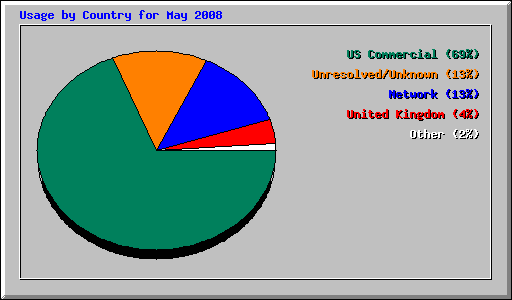 Usage by Country for May 2008
US Commercial (69%)
Unresolved/Unknown (13%)
Network (13%)
United Kingdom (4%)
Other (2%)